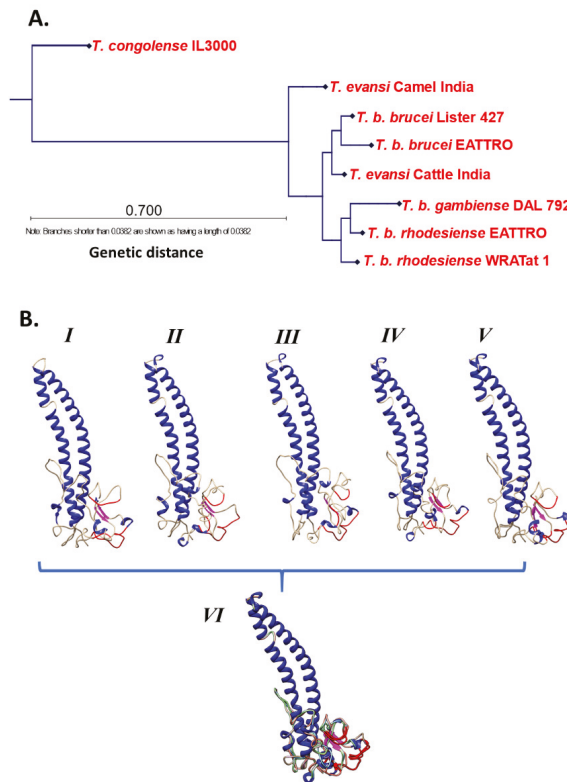 A.
T. congolense IL3000
T. evansi Camel India
T. b. brucei Lister 427
T. b. brucei EATTRO
T. evansi Cattle India
T. b. gambiense DAL 792
T. b. rhodesiense EATTRO
T. b. rhodesiense WRATat 1
0.700
Note: Branches shorter than 0.0382 are shown as having a length of 0.0382
Genetic distance
B.
I II III IV V
VI